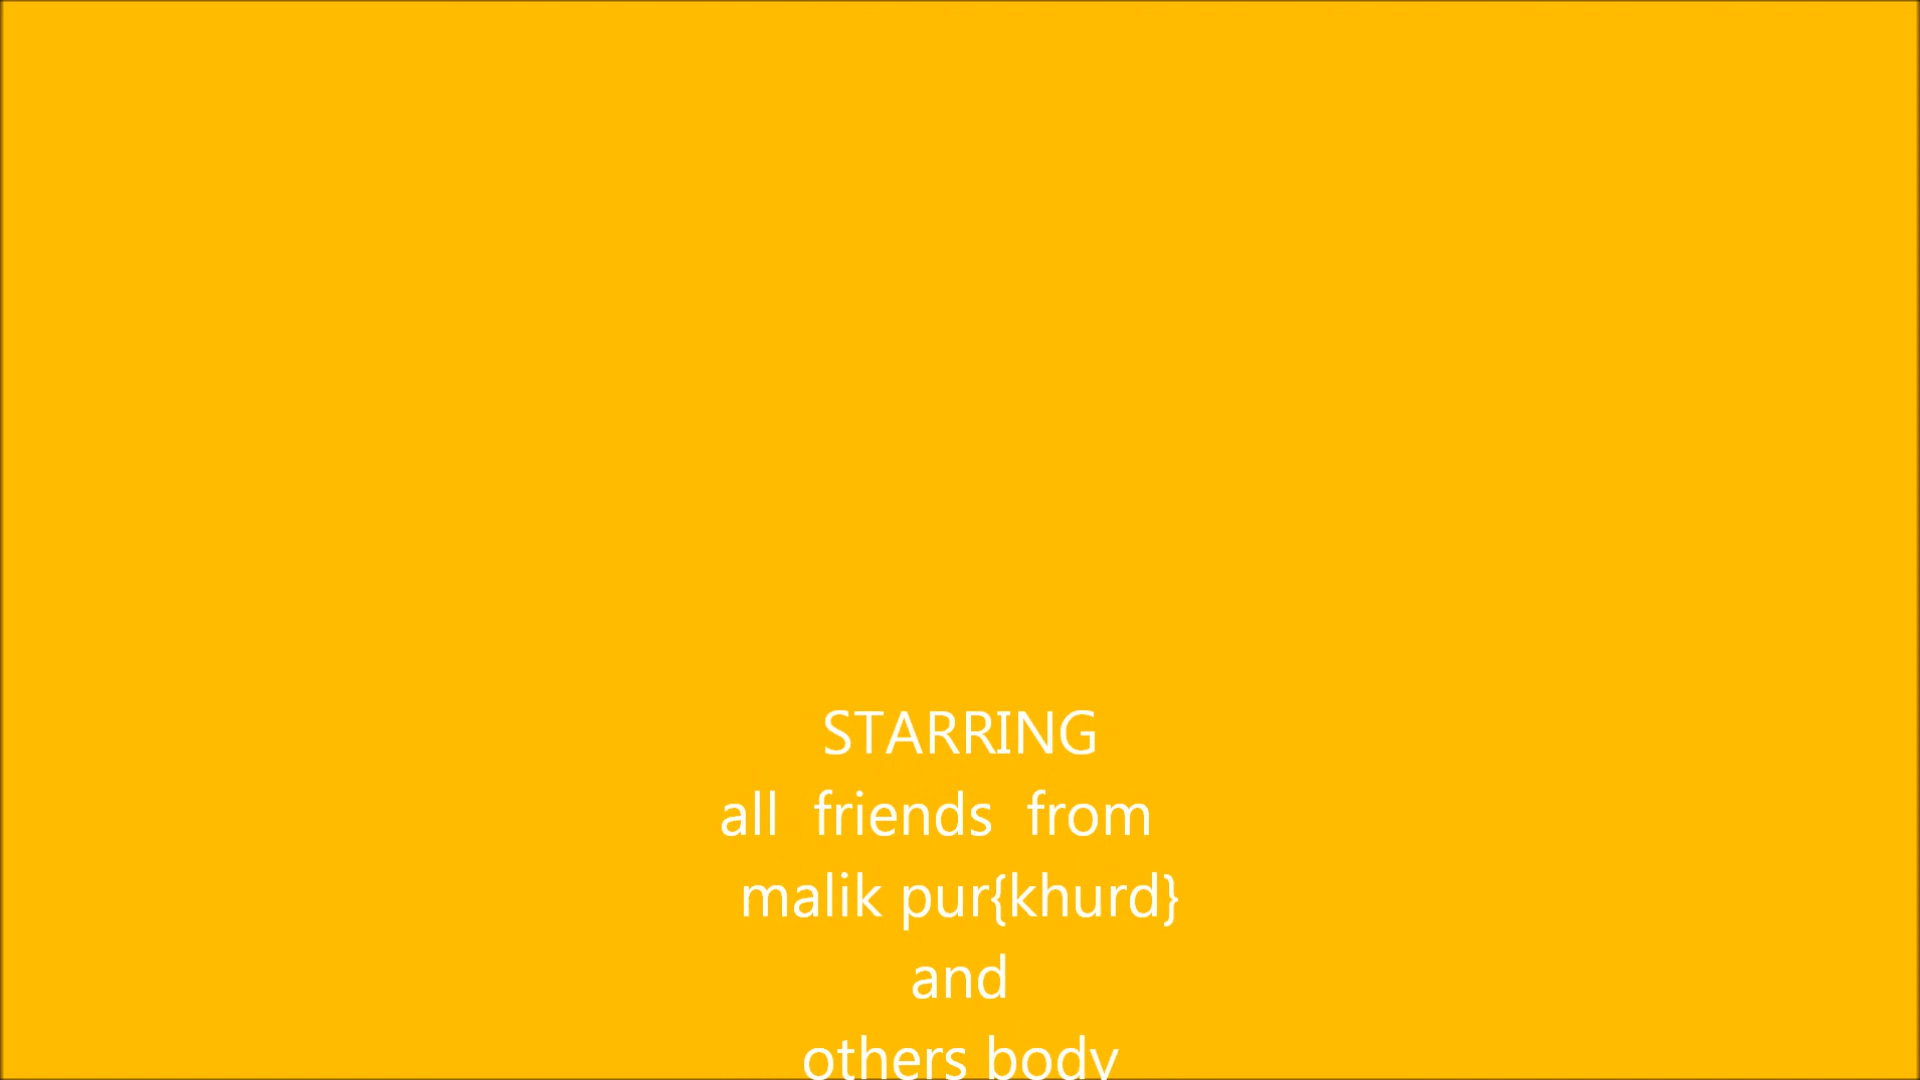 STARRING
all  friends  from
malik pur{khurd}
and
others body